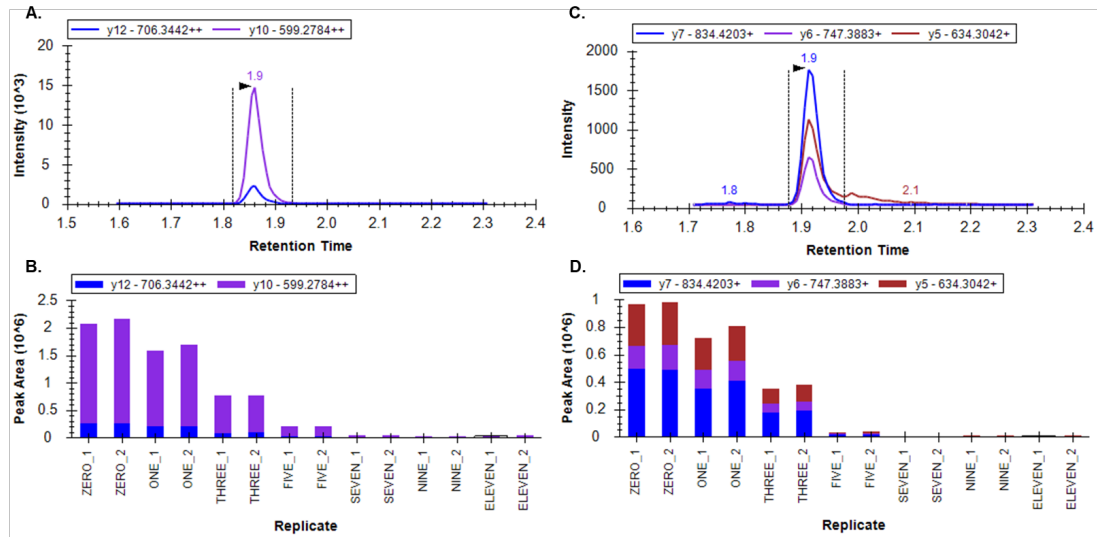 A.
y12 - 706.3442++ y10 - 599.2784++
Intensity (10^3)
20
15
10
5
0
1.9
1.5 1.6 1.7 1.8 1.9 2.0 2.1 2.2 2.3 2.4
Retention Time
B.
y12 - 706.3442++ y10 - 599.2784++
Peak Area (10^6)
2.5
2
1.5
1
0.5
0
ZERO_1 ZERO_2 ONE_1 ONE_2 THREE_1 THREE_2 FIVE_1 FIVE_2 SEVEN_1 SEVEN_2 NINE_1 NINE_2 ELEVEN_1 ELEVEN_2
Replicate
C.
y7 - 834.4203+ y6 - 747.3883+ y5 - 634.3042+
Intensity
2000
1500
1000
500
0
1.9
1.8
2.1
1.6 1.7 1.8 1.9 2.0 2.1 2.2 2.3 2.4
Retention Time
D.
y7 - 834.4203+ y6 - 747.3883+ y5 - 634.3042+
Peak Area (10^6)
1
0.8
0.6
0.4
0.2
0
ZERO_1 ZERO_2 ONE_1 ONE_2 THREE_1 THREE_2 FIVE_1 FIVE_2 SEVEN_1 SEVEN_2 NINE_1 NINE_2 ELEVEN_1 ELEVEN_2
Replicate